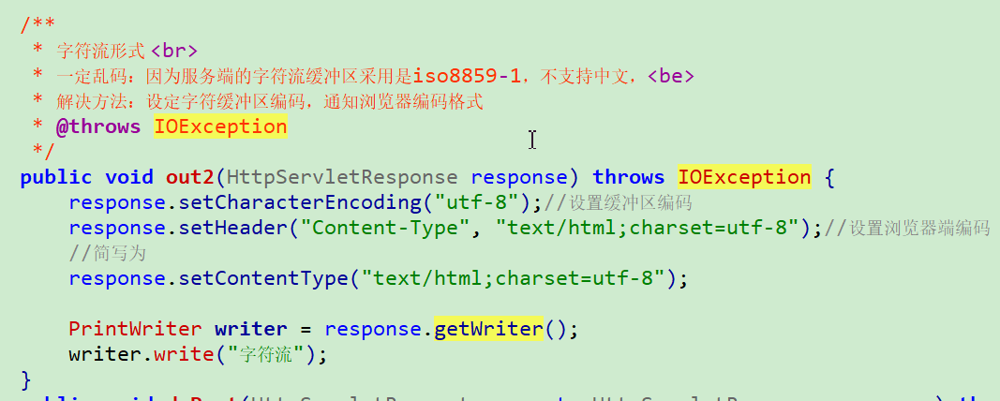 /**
 * 字符流形式<br>
 * 一定乱码：因为服务端的字符流缓冲区采用是iso8859-1，不支持中文，<be>
 * 解决方法：设定字符缓冲区编码，通知浏览器编码格式
 * @throws IOException
 */
public void out2(HttpServletResponse response) throws IOException {
    response.setCharacterEncoding("utf-8");//设置缓冲区编码
    response.setHeader("Content-Type", "text/html;charset=utf-8");//设置浏览器端编码
    //简写为
    response.setContentType("text/html;charset=utf-8");
    PrintWriter writer = response.getWriter();
    writer.write("字符流");
}